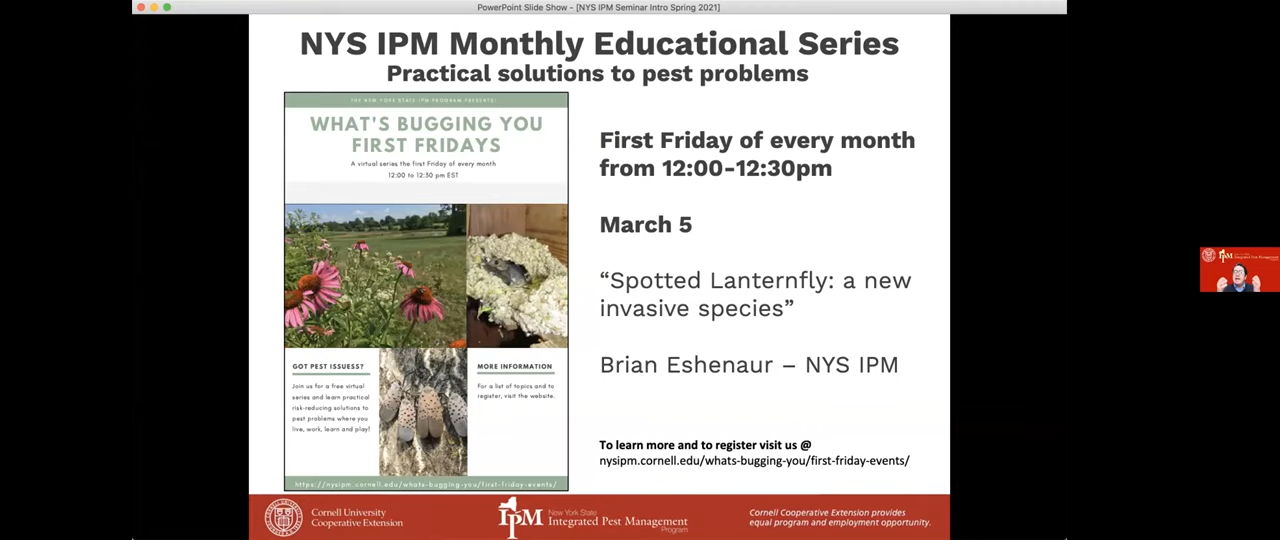 PowerPoint Slide Show - [NYS IPM Seminar Intro Spring 2021]
NYS IPM Monthly Educational Series
Practical solutions to pest problems
THE NEW YORK STATE IPM PROGRAM PRESENTS:
WHAT'S BUGGING YOU
FIRST FRIDAYS
A virtual series the first Friday of every month
12:00 to 12:30 pm EST
GOT PEST ISSUESS?
Join us for a free virtual
series and learn practical
risk-reducing solutions to
pest problems where you
live, work, learn and play!
MORE INFORMATION
For a list of topics and to
register, visit the website.
https://nysipm.cornell.edu/whats-bugging-you/first-friday-events/
First Friday of every month
from 12:00-12:30pm
March 5
“Spotted Lanternfly: a new
invasive species”
Brian Eshenaur – NYS IPM
To learn more and to register visit us @
nysipm.cornell.edu/whats-bugging-you/first-friday-events/
Cornell University
Cooperative Extension
IPM
New York State
Integrated Pest Management
Program
Cornell Cooperative Extension provides
equal program and employment opportunity.
IPM
Integrated Pest Management